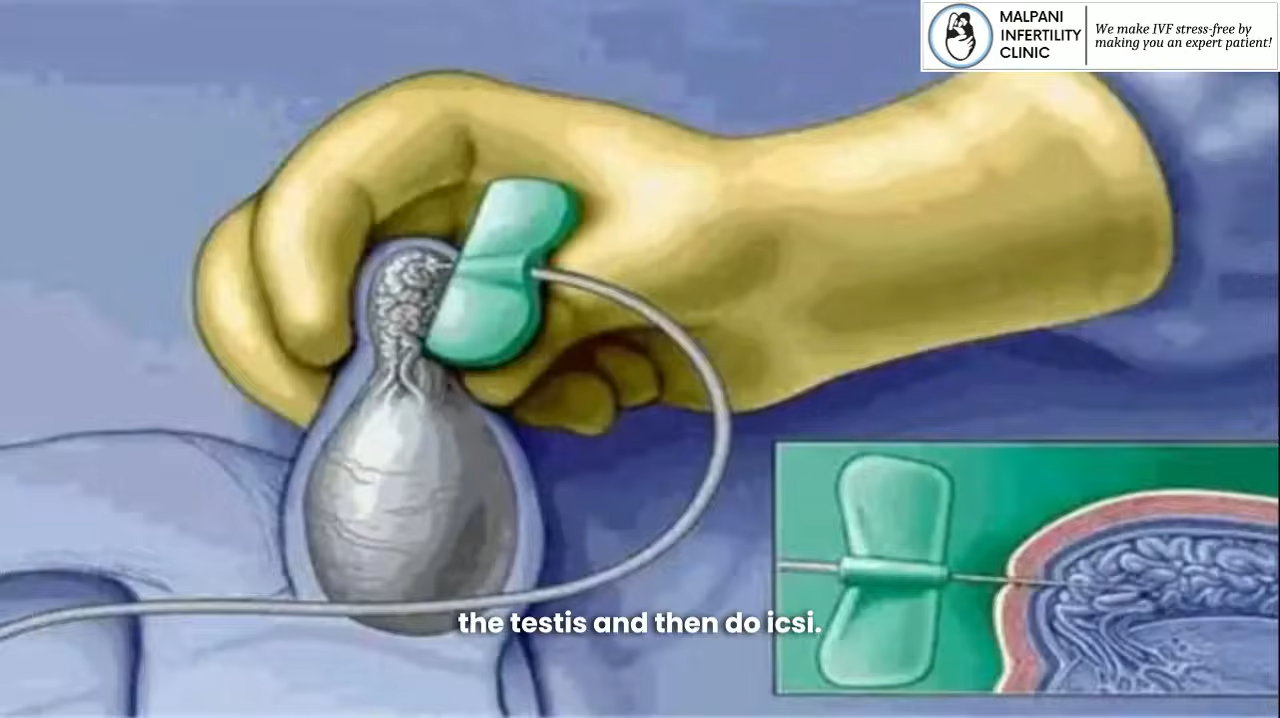 MALPANI
INFERTILITY
CLINIC
We make IVF stress-free by
making you an expert patient!
the testis and then do icsi.